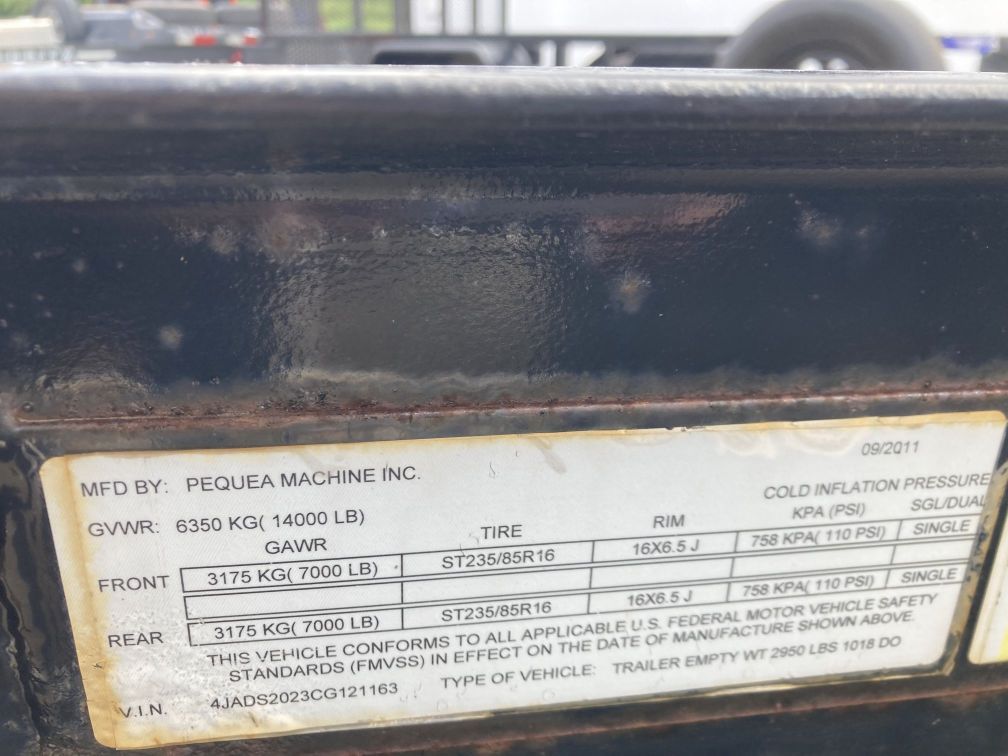 09/2011
MFD BY: PEQUEA MACHINE INC.
GVWR: 6350 KG( 14000 LB)
COLD INFLATION PRESSURE
GAWR TIRE RIM KPA (PSI) SGL/DUAL
FRONT 3175 KG( 7000 LB) ST235/85R16 16X6.5 J 758 KPA( 110 PSI) SINGLE
REAR 3175 KG( 7000 LB) ST235/85R16 16X6.5 J 758 KPA( 110 PSI) SINGLE
THIS VEHICLE CONFORMS TO ALL APPLICABLE U.S. FEDERAL MOTOR VEHICLE SAFETY
STANDARDS (FMVSS) IN EFFECT ON THE DATE OF MANUFACTURE SHOWN ABOVE.
V.I.N. 4JADS2023CG121163 TYPE OF VEHICLE: TRAILER EMPTY WT 2950 LBS 1018 DO